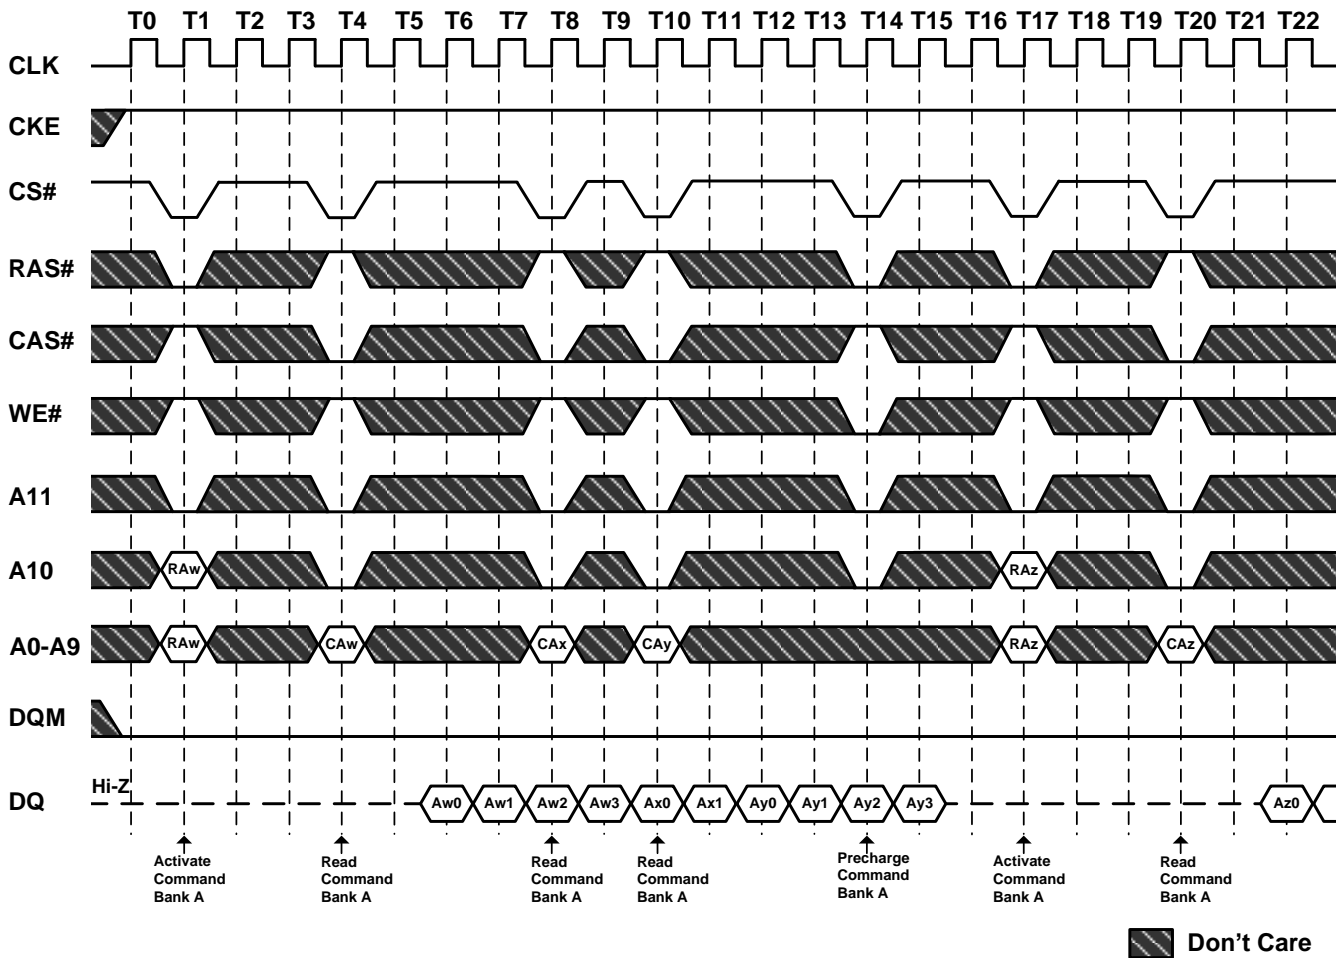 T0 T1 T2 T3 T4 T5 T6 T7 T8 T9 T10 T11 T12 T13 T14 T15 T16 T17 T18 T19 T20 T21 T22
CLK
CKE
CS#
RAS#
CAS#
WE#
A11
A10 RAw RAz
A0-A9 RAw CAw CAx CAy RAz CAz
DQM
DQ Hi-Z Aw0 Aw1 Aw2 Aw3 Ax0 Ax1 Ay0 Ay1 Ay2 Ay3 Az0
Activate
Command
Bank A
Read
Command
Bank A
Read
Command
Bank A
Read
Command
Bank A
Precharge
Command
Bank A
Activate
Command
Bank A
Read
Command
Bank A
Don't Care